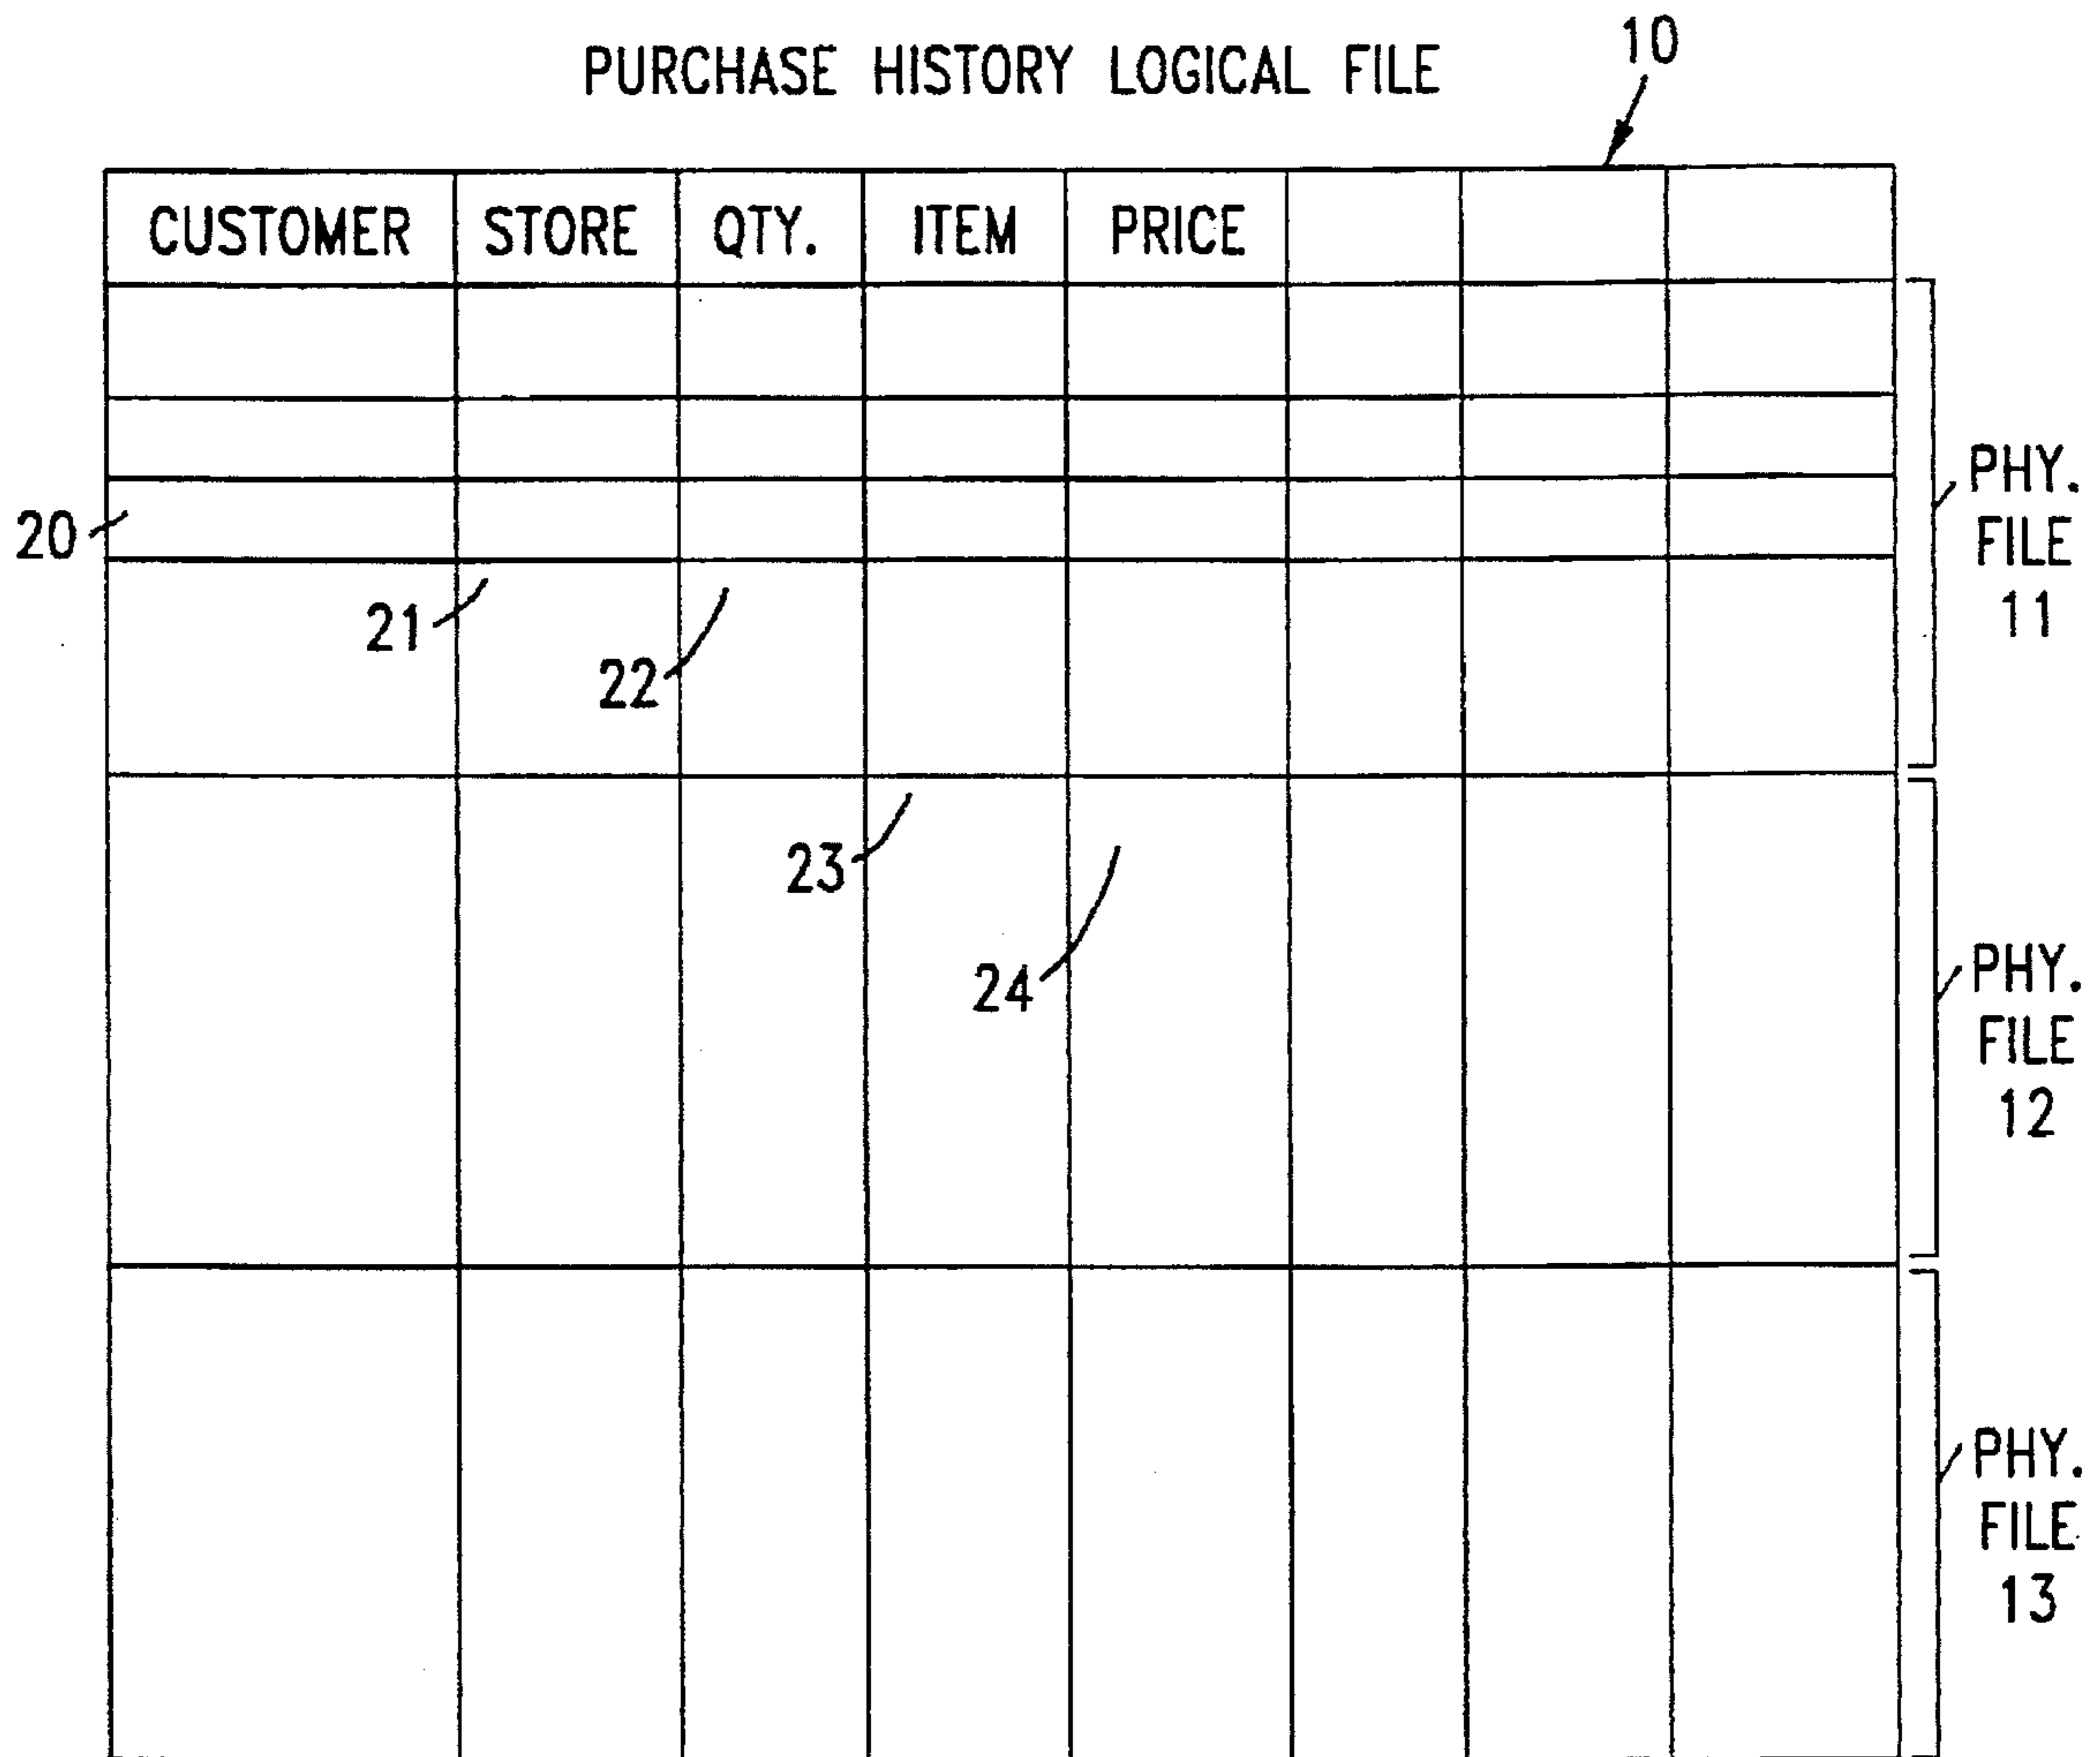 PURCHASE HISTORY LOGICAL FILE
10
CUSTOMER STORE QTY. ITEM PRICE
PHY.
FILE
11
20
21
22
23
24
PHY.
FILE
12
PHY.
FILE
13